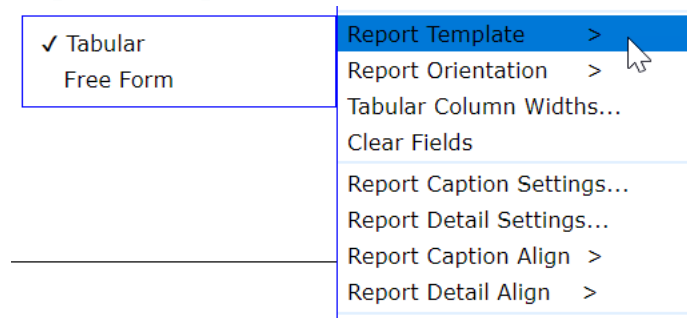 ✓ Tabular
Free Form
Report Template >
Report Orientation >
Tabular Column Widths...
Clear Fields
Report Caption Settings...
Report Detail Settings...
Report Caption Align >
Report Detail Align >